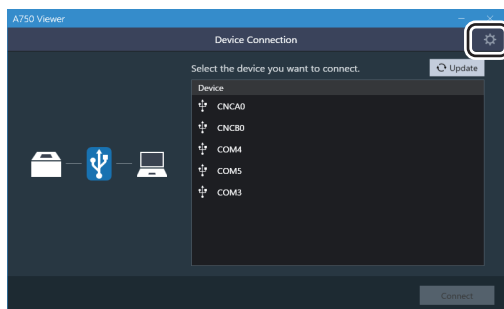 A750 Viewer
Device Connection
Select the device you want to connect.
Update
Device
CNCA0
CNCB0
COM4
COM5
COM3
Connect